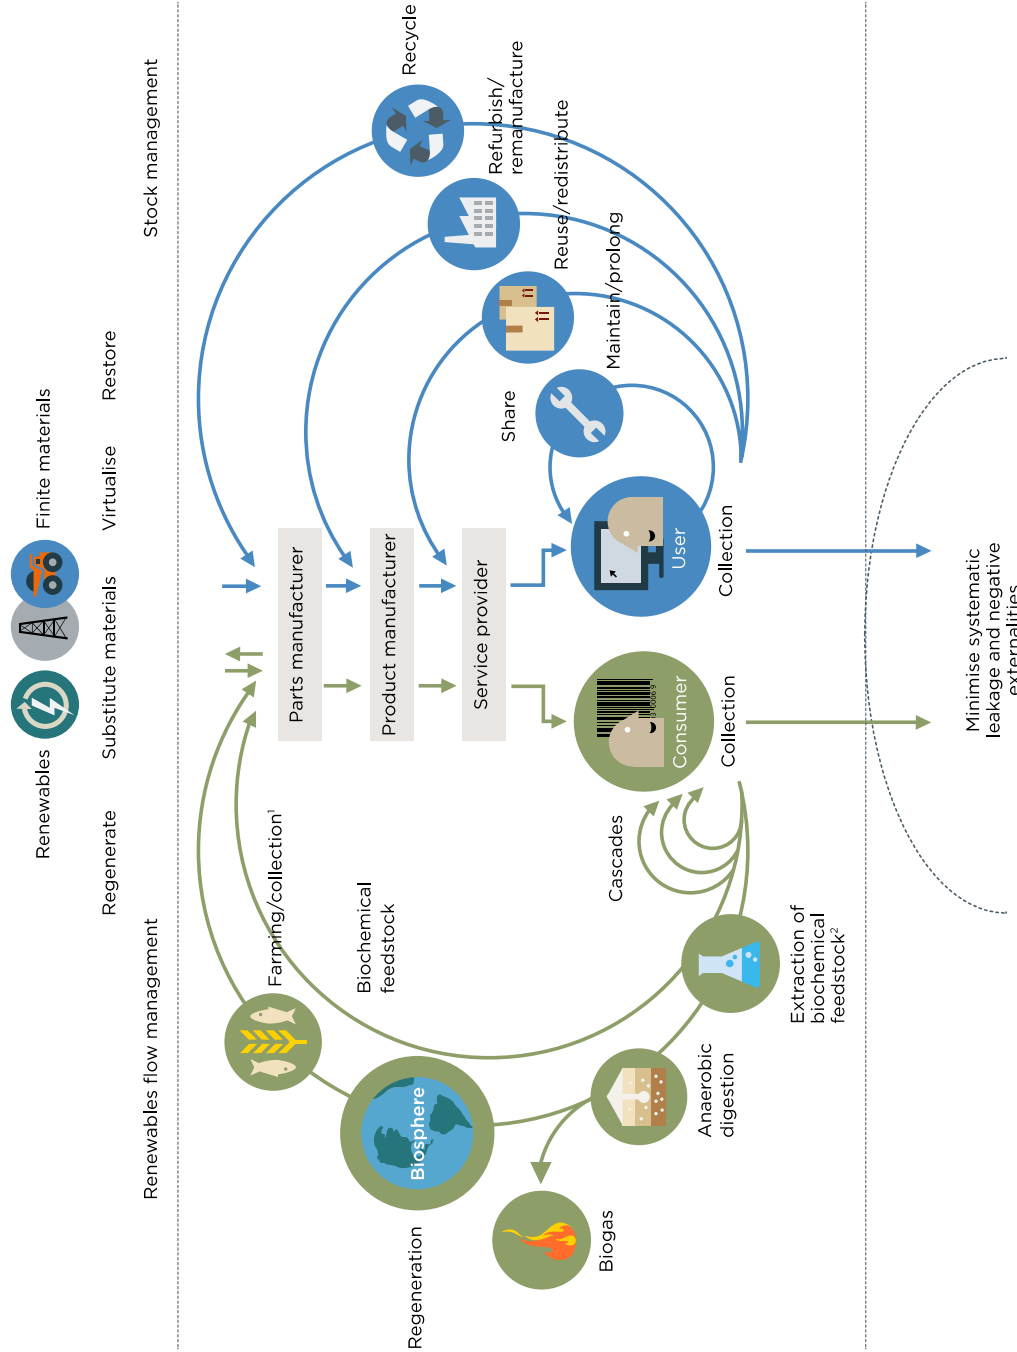 Renewables
Finite materials
Regenerate
Substitute materials
Virtualise
Restore
Renewables flow management
Stock management
Farming/collection¹
Parts manufacturer
Biochemical
feedstock
Product manufacturer
Recycle
Regeneration
Biosphere
Service provider
Share
Refurbish/
remanufacture
Reuse/redistribute
Maintain/prolong
Biogas
Cascades
Consumer
User
Anaerobic
digestion
Collection
Collection
Extraction of
biochemical
feedstock²
Minimise systematic
leakage and negative
externalities